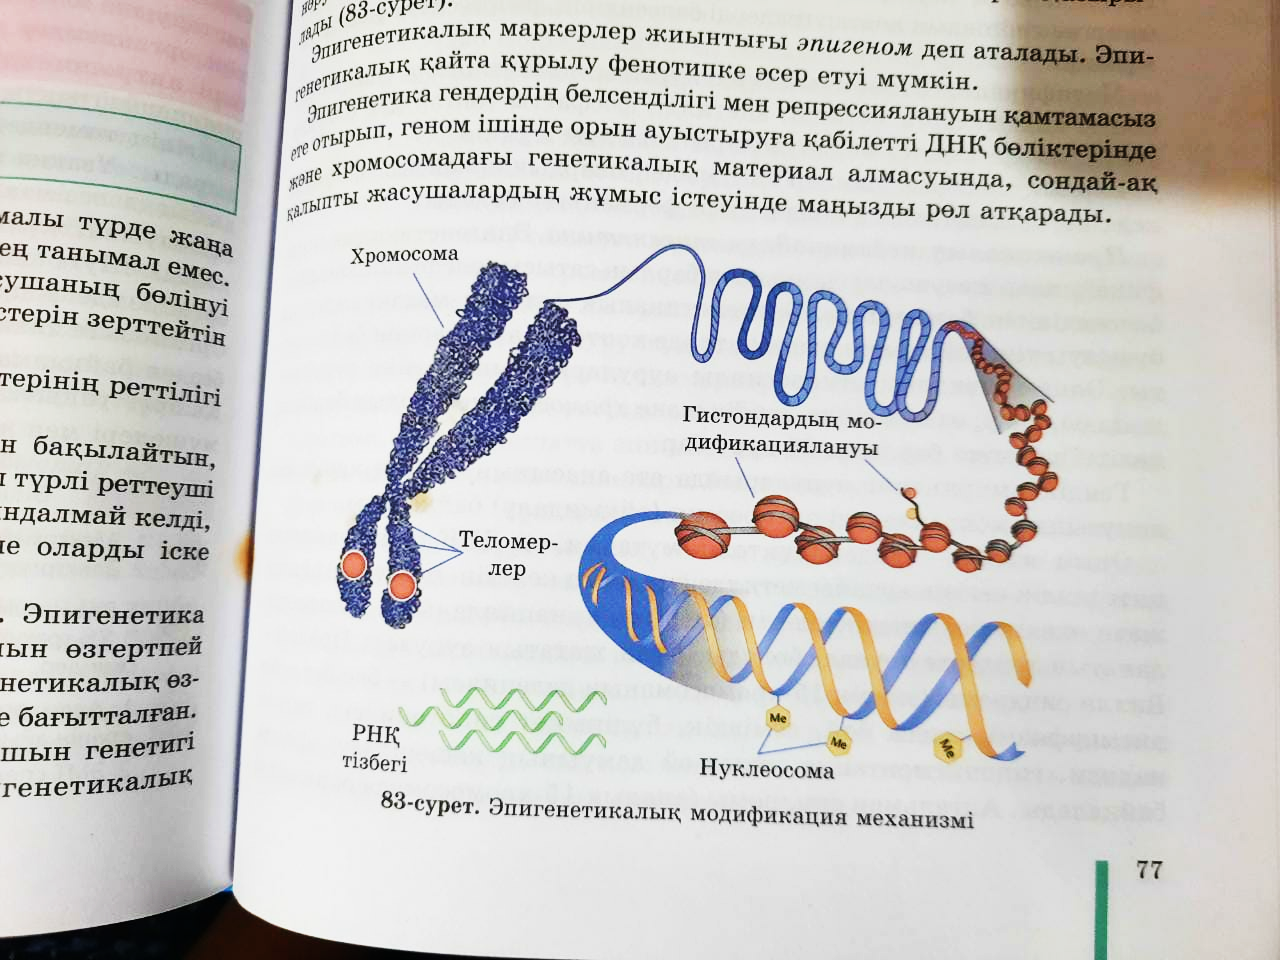 малы түрде жаңа
ең танымал емес.
сушаның бөлінуі
стерін зерттейтін
терінің реттілігі
н бақылайтын,
түрлі реттеуші
ындалмай келді,
не оларды іске
. Эпигенетика
ын өзгертпей
нетикалық өз-
е бағытталған.
шын генетигі
генетикалық
лады (83-сурет).
Эпигенетикалық маркерлер жиынтығы эпигеном деп аталады. Эпи-
генетикалық қайта құрылу фенотипке әсер етуі мүмкін.
Эпигенетика гендердің белсенділігі мен репрессиялануын қамтамасыз
ете отырып, геном ішінде орын ауыстыруға қабілетті ДНҚ бөліктерінде
және хромосомадағы генетикалық материал алмасуында, сондай-ақ
қалыпты жасушалардың жұмыс істеуінде маңызды рөл атқарады.
Хромосома
Гистондардың мо-
дификациялануы
Теломер-
лер
РНҚ
тізбегі
Me
Me
Me
Нуклеосома
83-сурет. Эпигенетикалық модификация механизмі
77